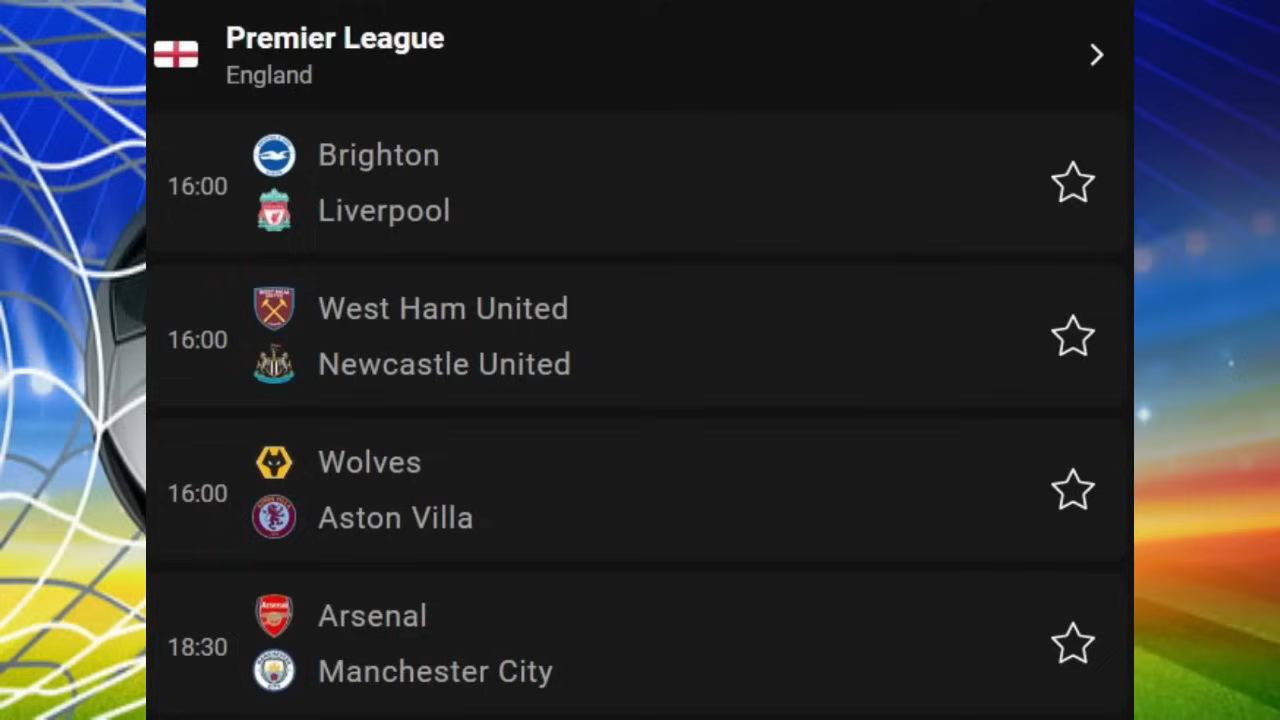 Premier League
England
16:00
Brighton
Liverpool
16:00
West Ham United
Newcastle United
16:00
Wolves
Aston Villa
18:30
Arsenal
Manchester City